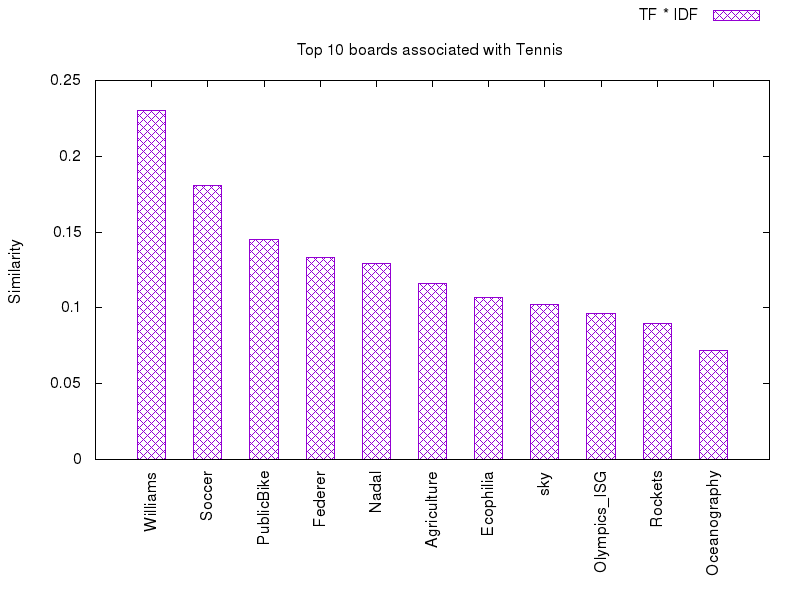 TF * IDF
Top 10 boards associated with Tennis
0.25
0.2
0.15
0.1
0.05
0
Similarity
Williams
Soccer
PublicBike
Federer
Nadal
Agriculture
Ecophilia
sky
Olympics_ISG
Rockets
Oceanography